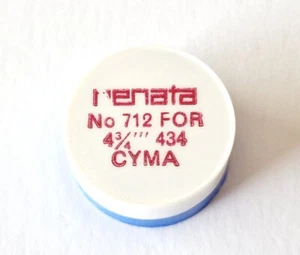 renata
No 712 FOR
4¾''' 434
CYMA